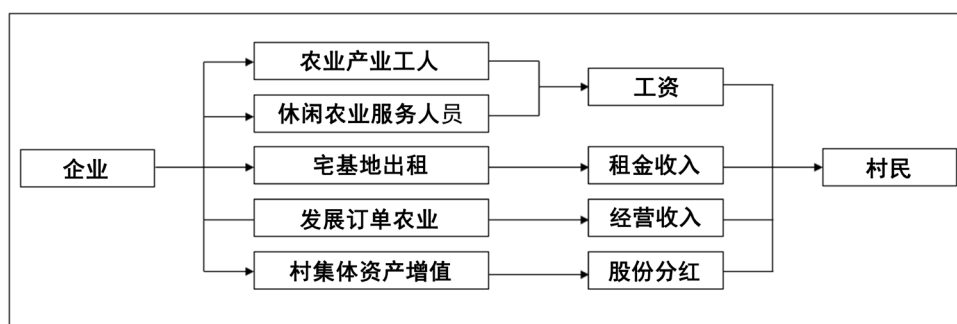 农业产业工人
工资
休闲农业服务人员
企业
宅基地出租
租金收入
村民
发展订单农业
经营收入
村集体资产增值
股份分红